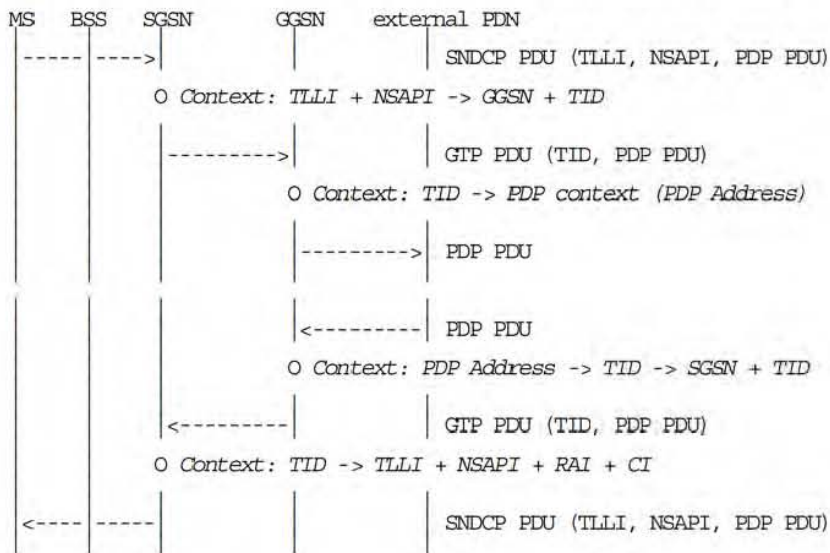 MS BSS SGSN GGSN external PDN
SNDCP PDU (TLLI, NSAPI, PDP PDU)
O Context: TLLI + NSAPI -> GGSN + TID
GTP PDU (TID, PDP PDU)
O Context: TID -> PDP context (PDP Address)
PDP PDU
PDP PDU
O Context: PDP Address -> TID -> SGSN + TID
GTP PDU (TID, PDP PDU)
O Context: TID -> TLLI + NSAPI + RAI + CI
SNDCP PDU (TLLI, NSAPI, PDP PDU)